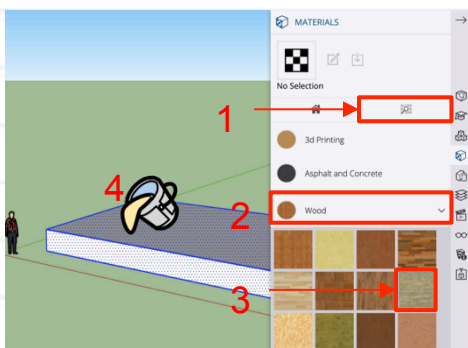 MATERIALS
No Selection
1
3d Printing
Asphalt and Concrete
4
2
Wood
3